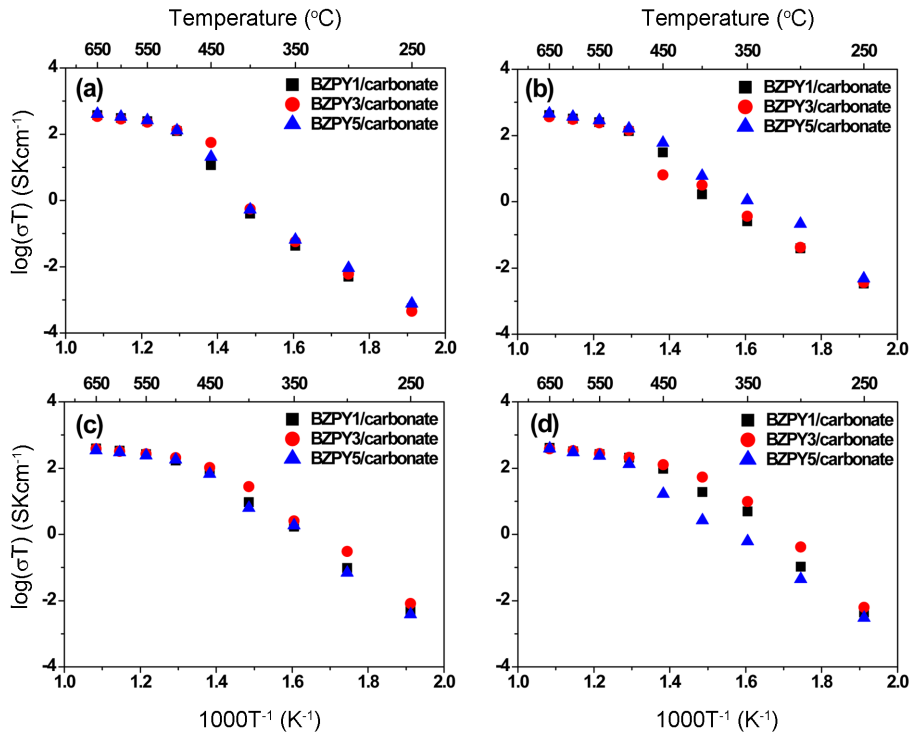 Temperature (°C)
Temperature (°C)
650 550 450 350 250
650 550 450 350 250
(a)
BZPY1/carbonate
BZPY3/carbonate
BZPY5/carbonate
(b)
BZPY1/carbonate
BZPY3/carbonate
BZPY5/carbonate
log(σT) (SKcm⁻¹)
4
2
0
-2
-4
4
2
0
-2
-4
1.0 1.2 1.4 1.6 1.8 2.0
1.0 1.2 1.4 1.6 1.8 2.0
650 550 450 350 250
650 550 450 350 250
(c)
BZPY1/carbonate
BZPY3/carbonate
BZPY5/carbonate
(d)
BZPY1/carbonate
BZPY3/carbonate
BZPY5/carbonate
log(σT) (SKcm⁻¹)
4
2
0
-2
-4
4
2
0
-2
-4
1.0 1.2 1.4 1.6 1.8 2.0
1.0 1.2 1.4 1.6 1.8 2.0
1000T⁻¹ (K⁻¹)
1000T⁻¹ (K⁻¹)